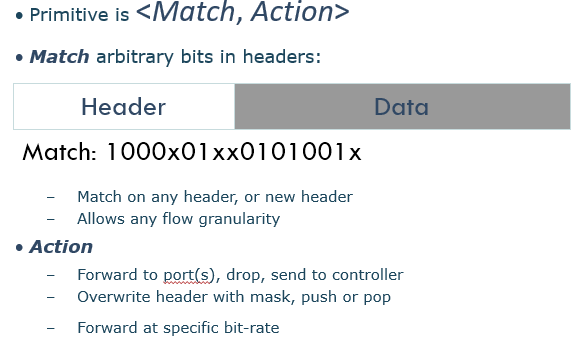 • Primitive is <Match, Action>
• Match arbitrary bits in headers:
Header Data
Match: 1000x01xx0101001x
– Match on any header, or new header
– Allows any flow granularity
• Action
– Forward to port(s), drop, send to controller
– Overwrite header with mask, push or pop
– Forward at specific bit-rate